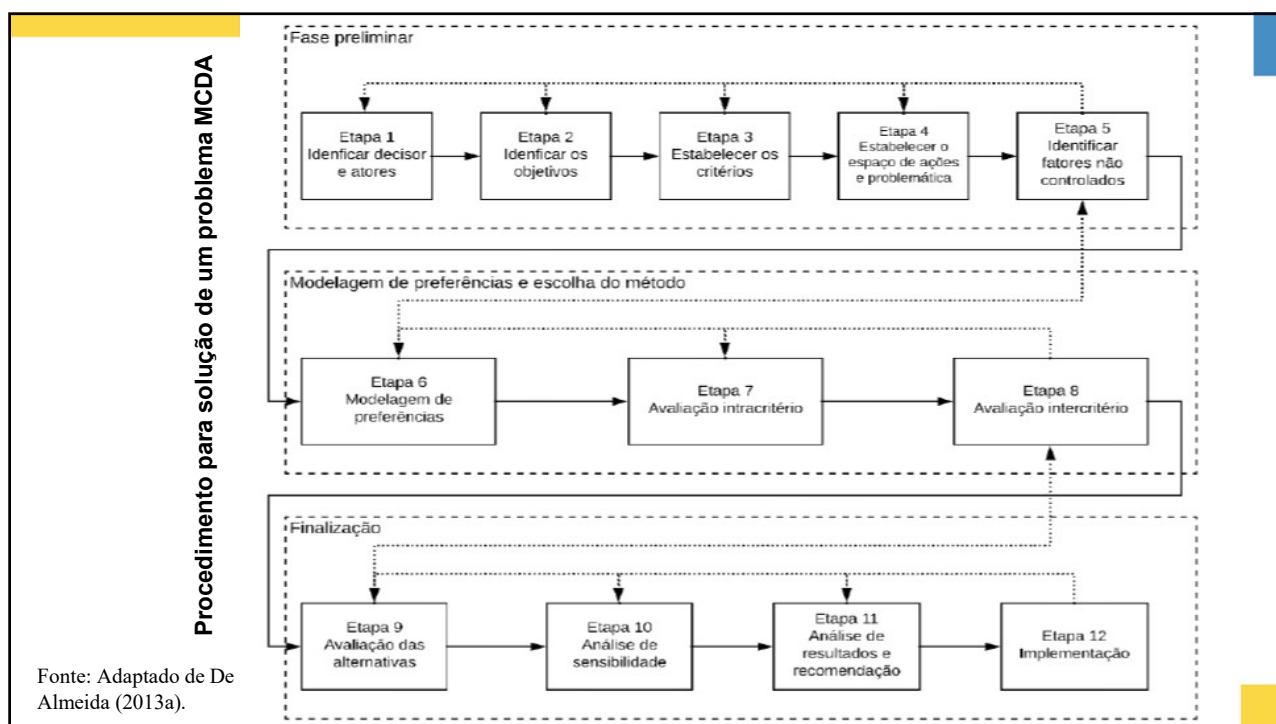 Procedimento para solução de um problema MCDA
Fase preliminar
Etapa 1
Idenficar decisor
e atores
Etapa 2
Idenficar os
objetivos
Etapa 3
Estabelecer os
critérios
Etapa 4
Estabelecer o
espaço de ações
e problemática
Etapa 5
Identificar
fatores não
controlados
Modelagem de preferências e escolha do método
Etapa 6
Modelagem de
preferências
Etapa 7
Avaliação intracritério
Etapa 8
Avaliação intercritério
Finalização
Etapa 9
Avaliação das
alternativas
Etapa 10
Análise de
sensibilidade
Etapa 11
Análise de
resultados e
recomendação
Etapa 12
Implementação
Fonte: Adaptado de De
Almeida (2013a).